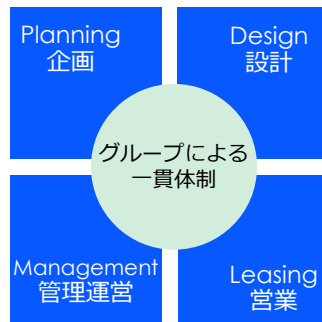 Planning
企画
Design
設計
グループによる
一貫体制
Management
管理運営
Leasing
営業